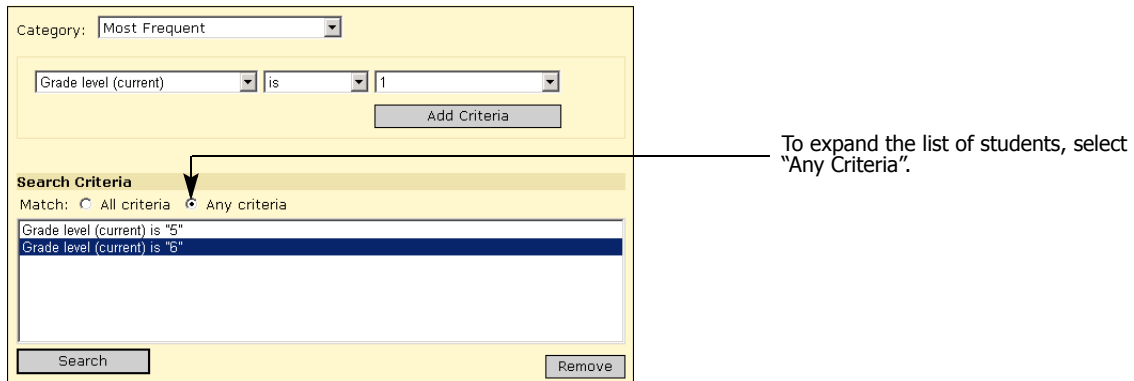 Category: Most Frequent
Grade level (current) is 1
Add Criteria
To expand the list of students, select
“Any Criteria”.
Search Criteria
Match: All criteria Any criteria
Grade level (current) is "5"
Grade level (current) is "6"
Search
Remove